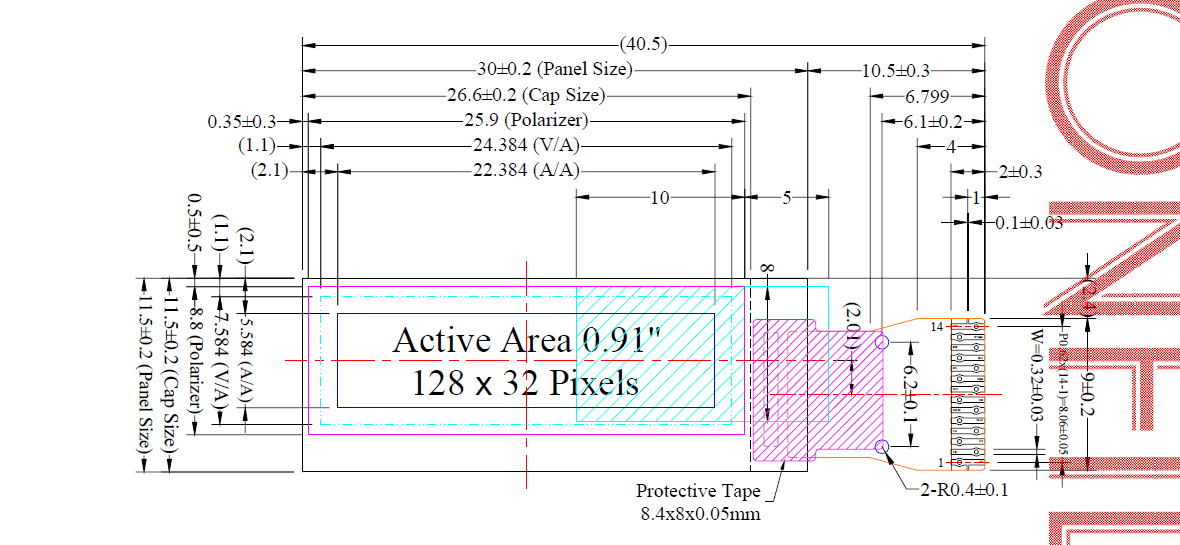 (40.5)
30±0.2 (Panel Size)
10.5±0.3
26.6±0.2 (Cap Size)
6.799
0.35±0.3
25.9 (Polarizer)
6.1±0.2
(1.1)
24.384 (V/A)
4
(2.1)
22.384 (A/A)
2±0.3
10
5
1
0.1±0.03
0.5±0.5
(1.1)
(2.1)
8
11.5±0.2 (Panel Size)
11.5±0.2 (Cap Size)
8.8 (Polarizer)
7.584 (V/A)
5.584 (A/A)
Active Area 0.91"
128 x 32 Pixels
(2.01)
6.2±0.1
14
1
W=0.32±0.03
P0.62x(14-1)=8.06±0.05
(2.4)
9±0.2
Protective Tape
8.4x8x0.05mm
2-R0.4±0.1